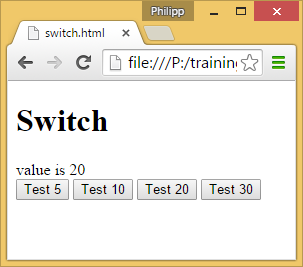 Philipp
switch.html
file:///P:/training
Switch
value is 20
Test 5 Test 10 Test 20 Test 30